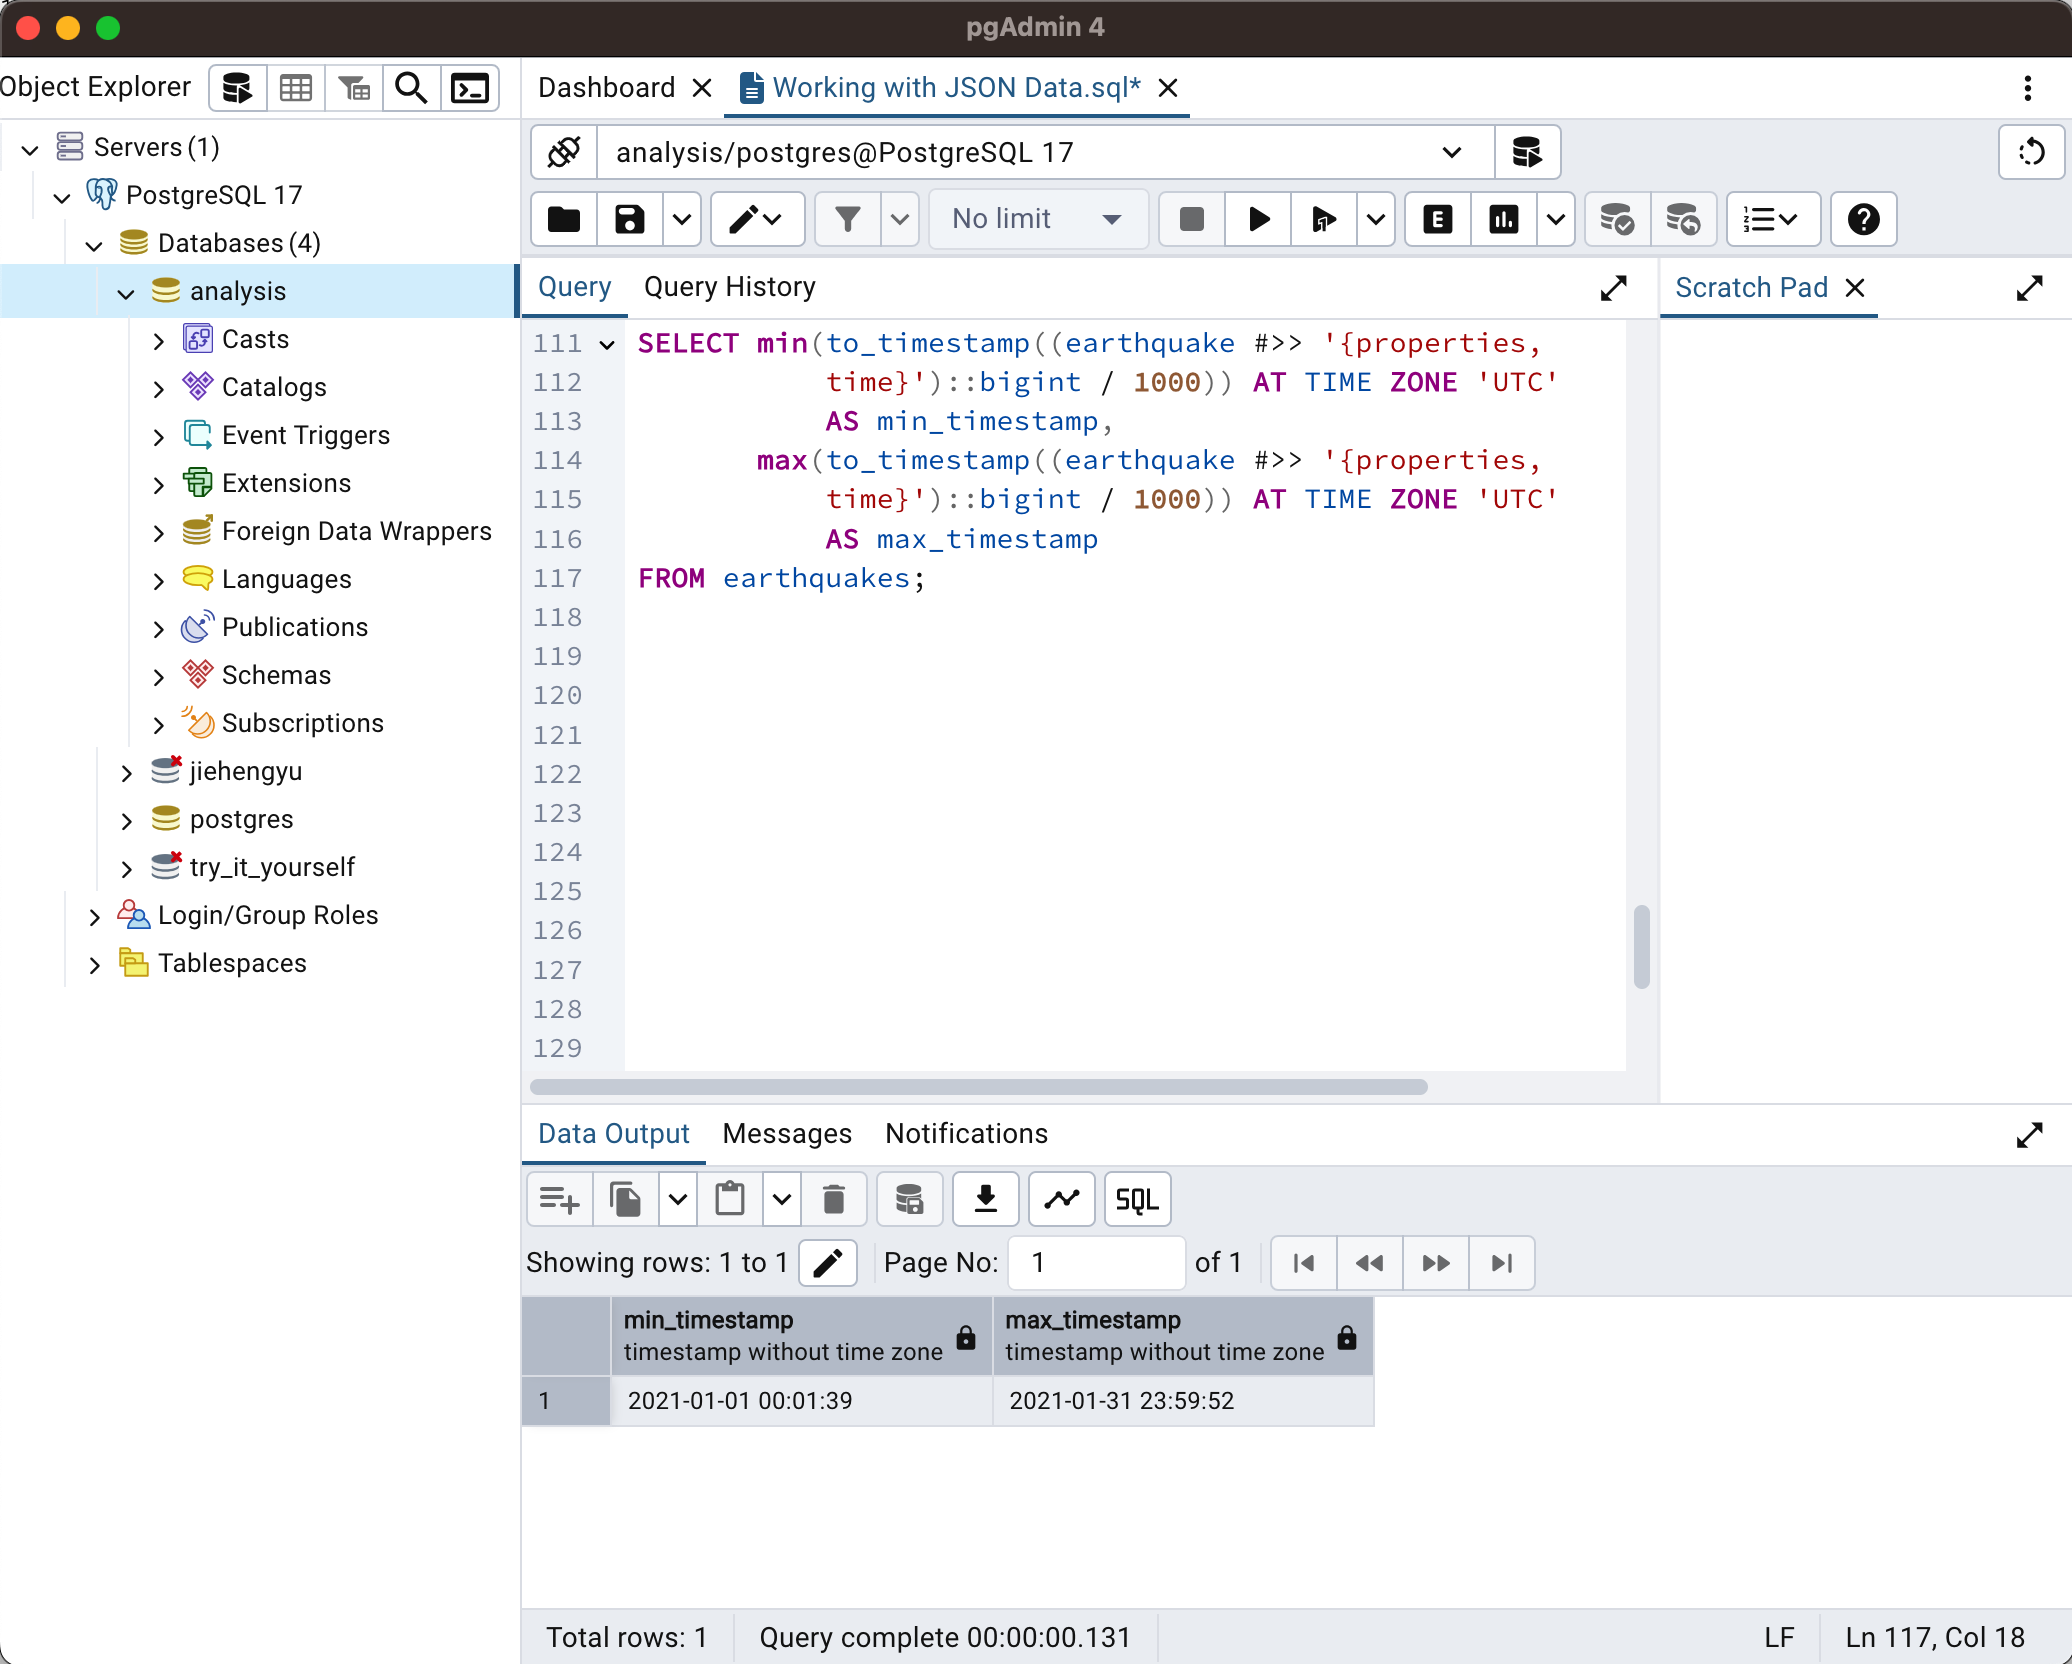 pgAdmin 4
Object Explorer
Dashboard
Working with JSON Data.sql*
Servers (1)
PostgreSQL 17
Databases (4)
analysis
Casts
Catalogs
Event Triggers
Extensions
Foreign Data Wrappers
Languages
Publications
Schemas
Subscriptions
jiehengyu
postgres
try_it_yourself
Login/Group Roles
Tablespaces
analysis/postgres@PostgreSQL 17
No limit
E
Query
Query History
Scratch Pad
111 SELECT min(to_timestamp((earthquake #>> '{properties,
112 time}')::bigint / 1000)) AT TIME ZONE 'UTC'
113 AS min_timestamp,
114 max(to_timestamp((earthquake #>> '{properties,
115 time}')::bigint / 1000)) AT TIME ZONE 'UTC'
116 AS max_timestamp
117 FROM earthquakes;
118
119
120
121
122
123
124
125
126
127
128
129
Data Output
Messages
Notifications
SQL
Showing rows: 1 to 1
Page No: 1 of 1
min_timestamp
timestamp without time zone
max_timestamp
timestamp without time zone
1 2021-01-01 00:01:39 2021-01-31 23:59:52
Total rows: 1
Query complete 00:00:00.131
LF
Ln 117, Col 18